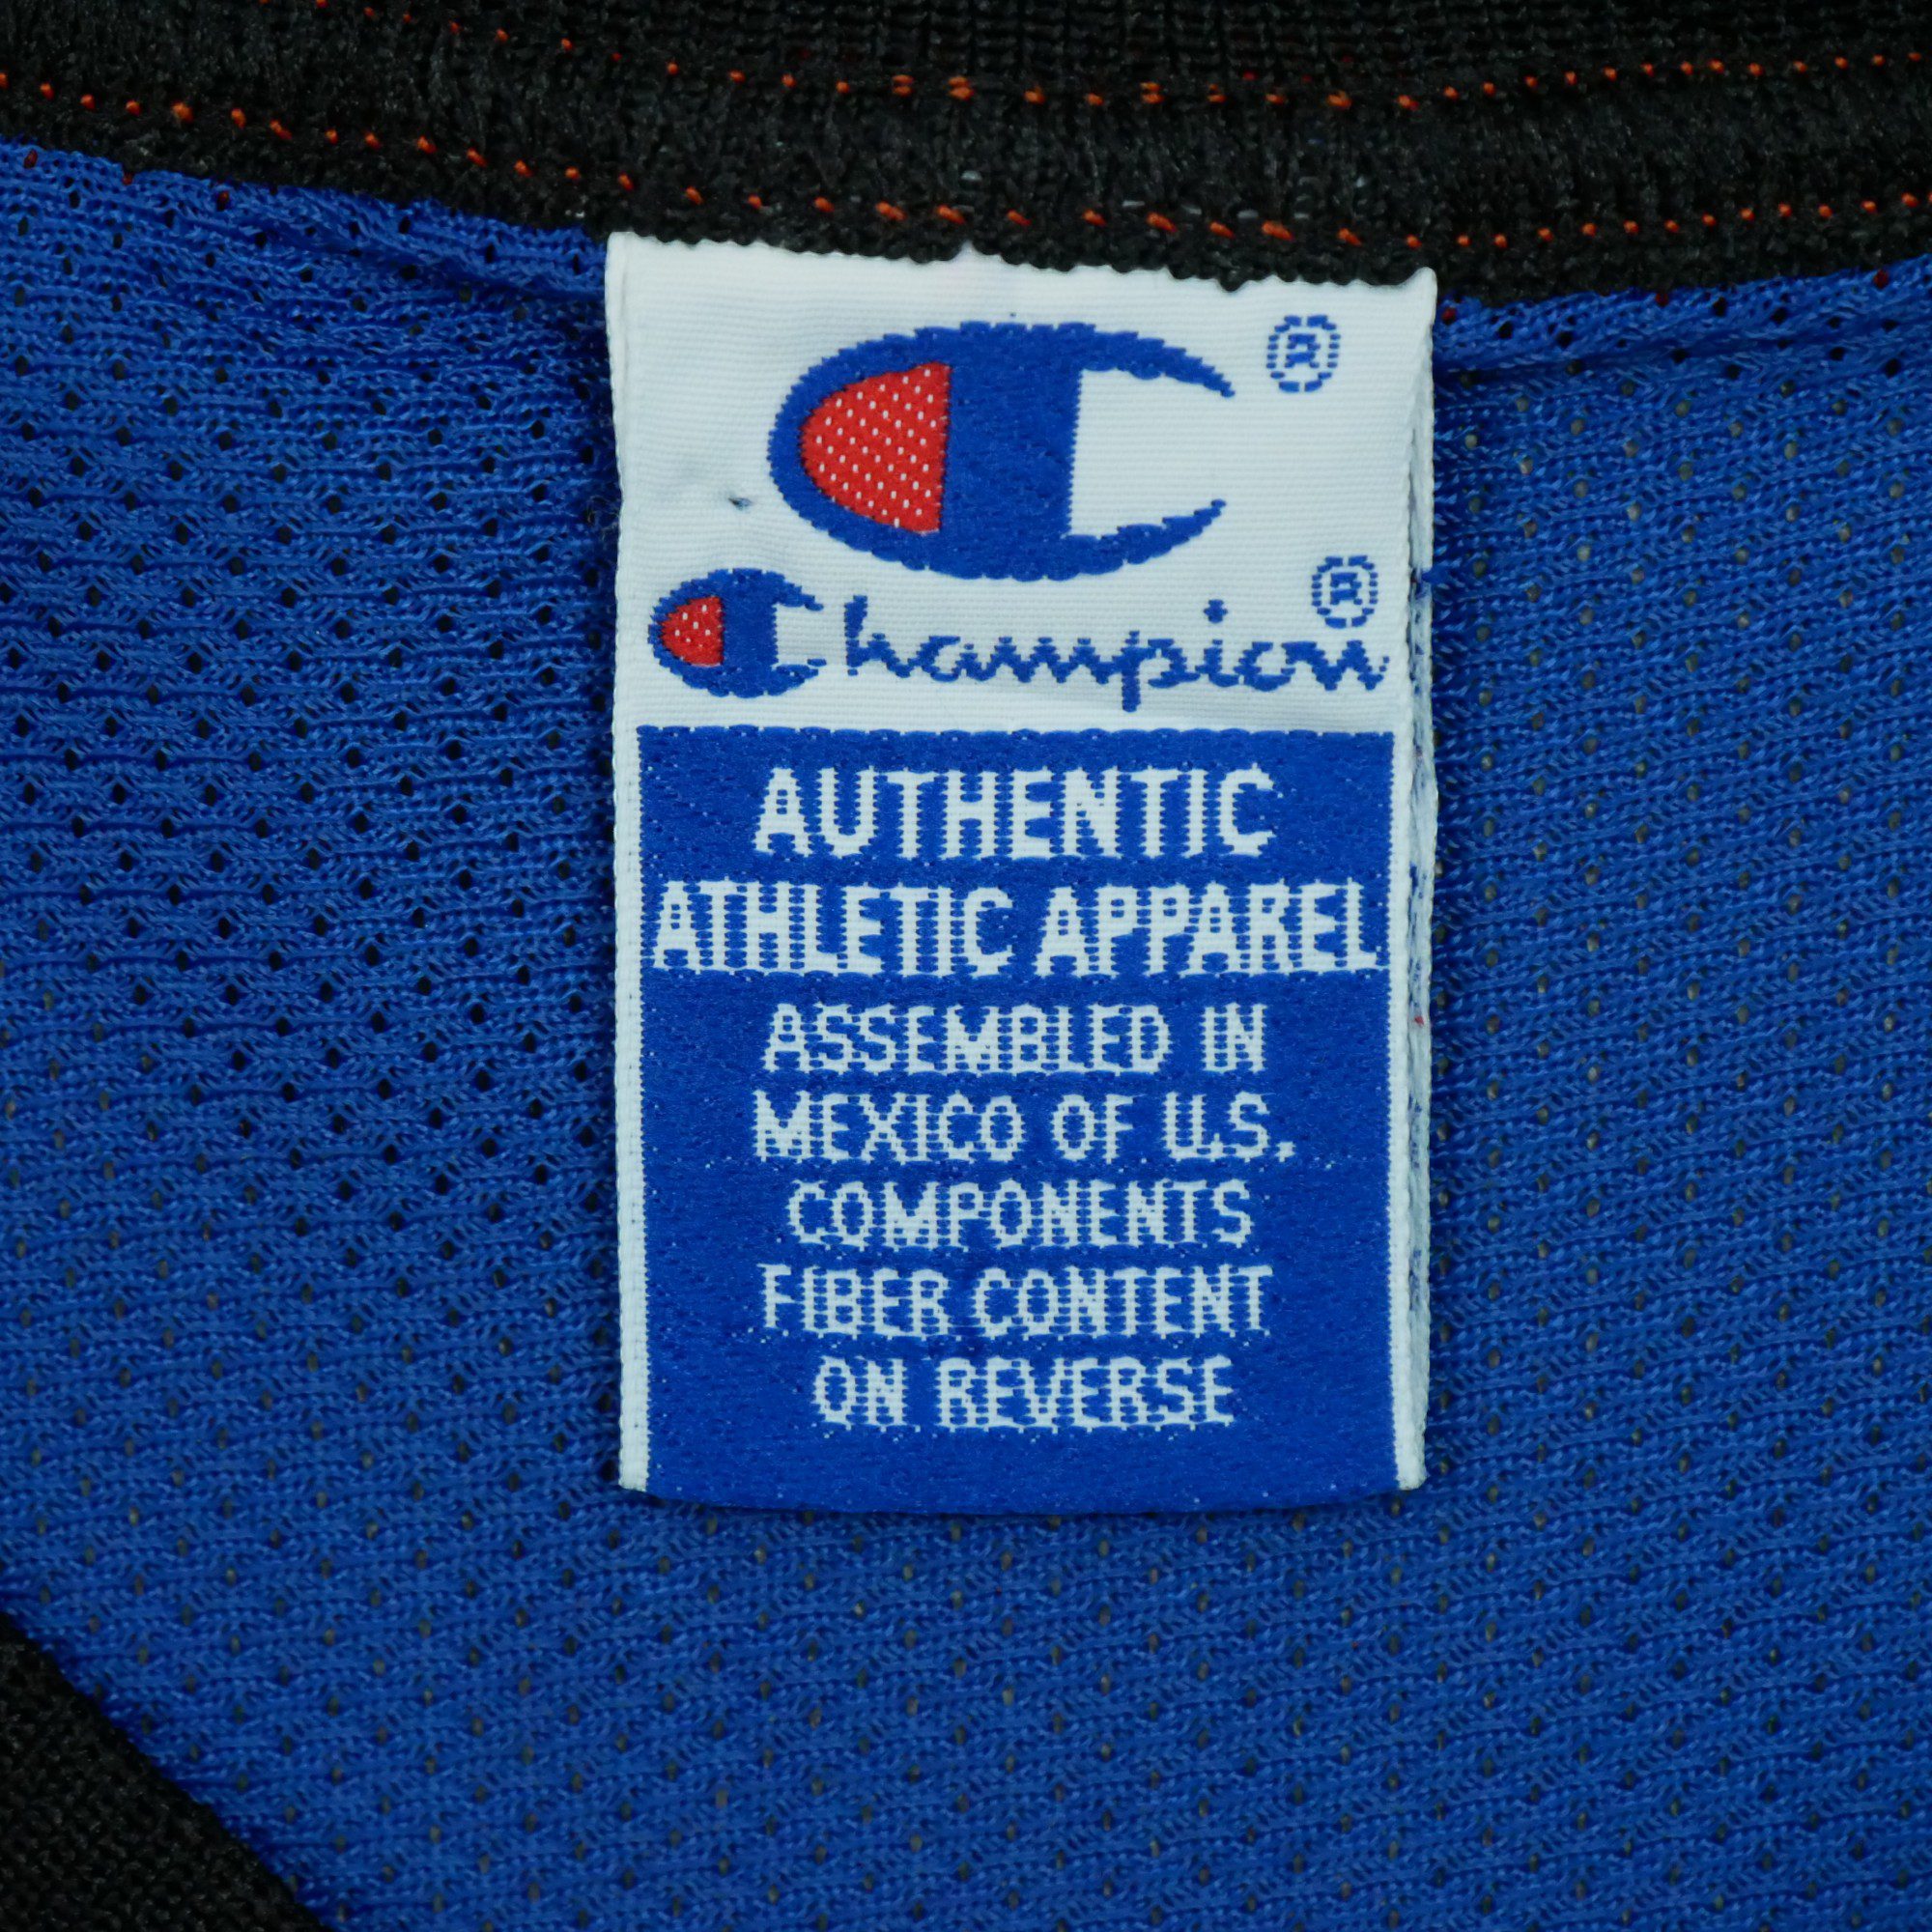 ®
Champion®
AUTHENTIC
ATHLETIC APPAREL
ASSEMBLED IN
MEXICO OF U.S.
COMPONENTS
FIBER CONTENT
ON REVERSE